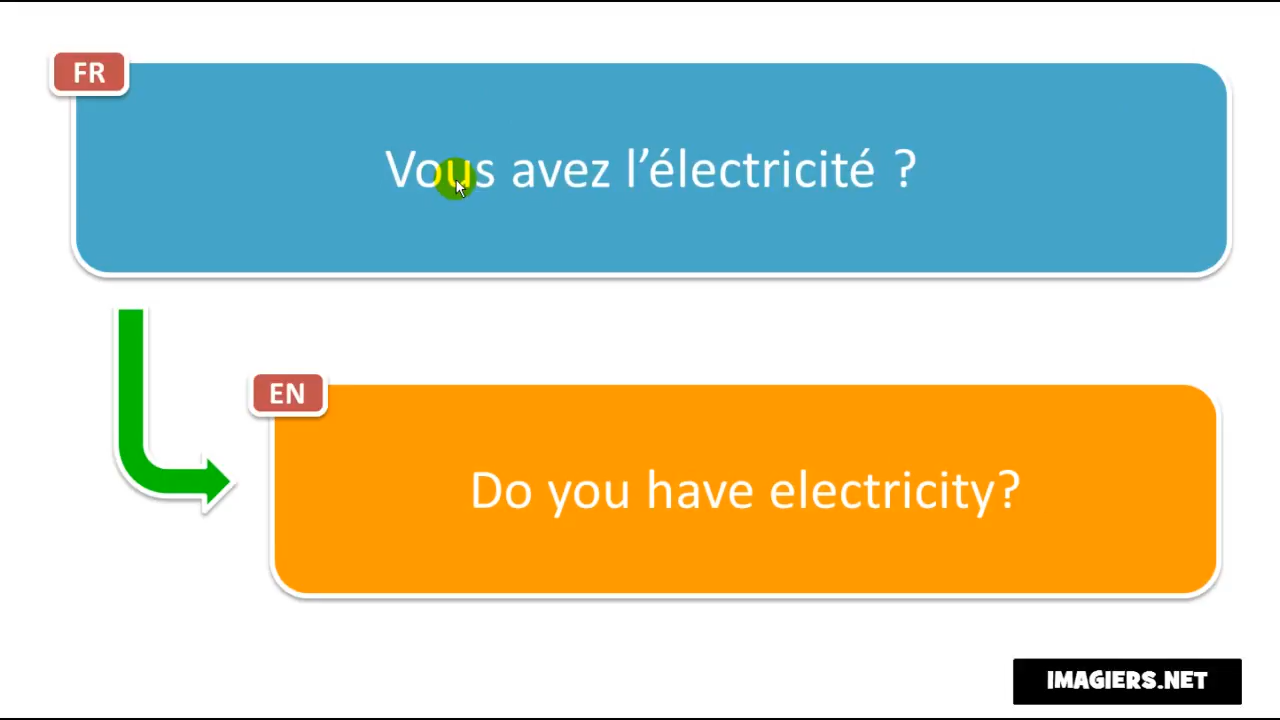 FR
Vous avez l’électricité ?
EN
Do you have electricity?
IMAGIERS.NET